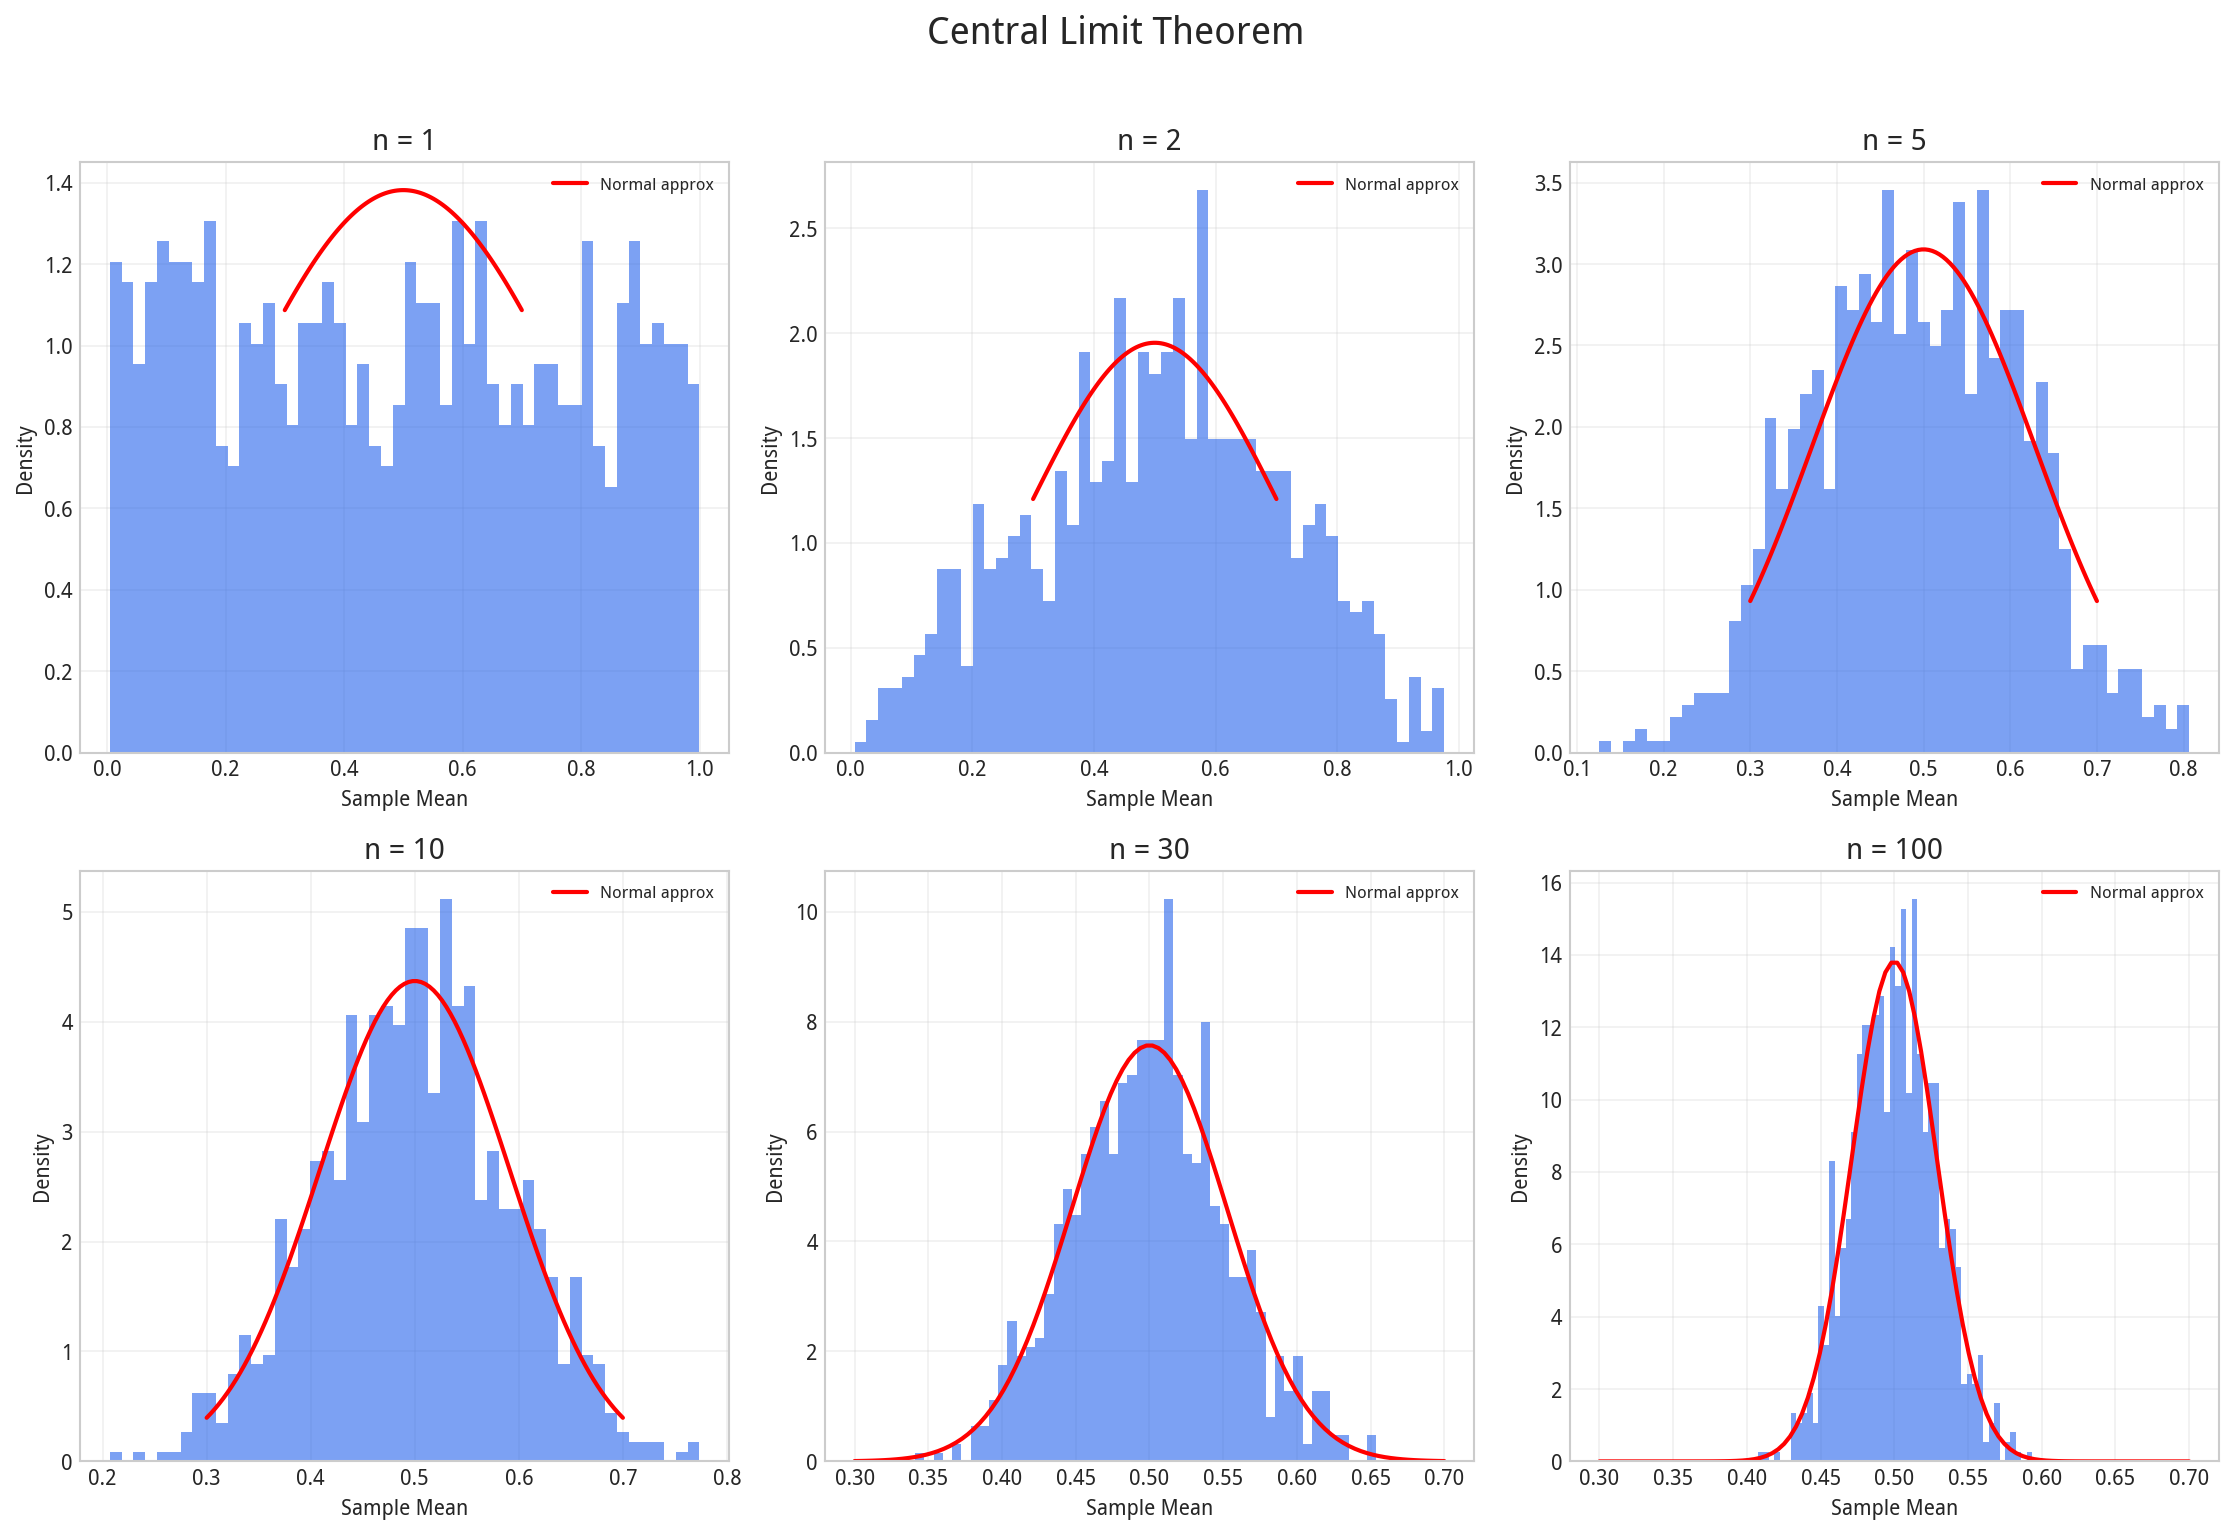 Central Limit Theorem
n = 1
Normal approx
1.4
1.2
1.0
0.8
0.6
0.4
0.2
0.0
Density
0.0 0.2 0.4 0.6 0.8 1.0
Sample Mean
n = 2
Normal approx
2.5
2.0
1.5
1.0
0.5
0.0
Density
0.0 0.2 0.4 0.6 0.8 1.0
Sample Mean
n = 5
Normal approx
3.5
3.0
2.5
2.0
1.5
1.0
0.5
0.0
Density
0.1 0.2 0.3 0.4 0.5 0.6 0.7 0.8
Sample Mean
n = 10
Normal approx
5
4
3
2
1
0
Density
0.2 0.3 0.4 0.5 0.6 0.7 0.8
Sample Mean
n = 30
Normal approx
10
8
6
4
2
0
Density
0.30 0.35 0.40 0.45 0.50 0.55 0.60 0.65 0.70
Sample Mean
n = 100
Normal approx
16
14
12
10
8
6
4
2
0
Density
0.30 0.35 0.40 0.45 0.50 0.55 0.60 0.65 0.70
Sample Mean